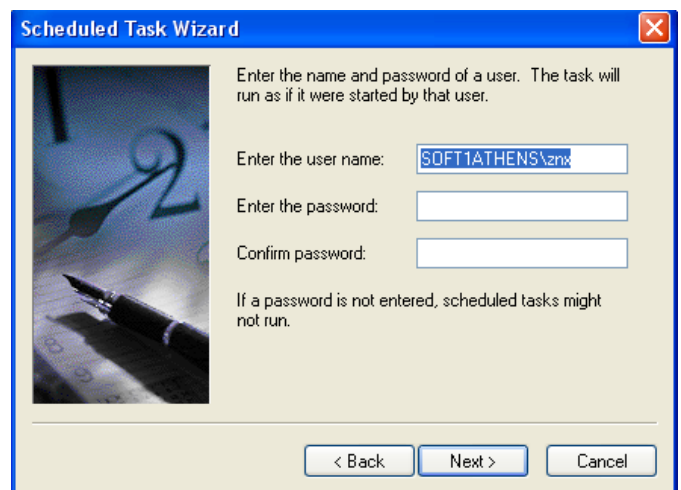 Scheduled Task Wizard
Enter the name and password of a user. The task will
run as if it were started by that user.
Enter the user name:
SOFT1ATHENS\znx
Enter the password:
Confirm password:
If a password is not entered, scheduled tasks might
not run.
< Back
Next >
Cancel